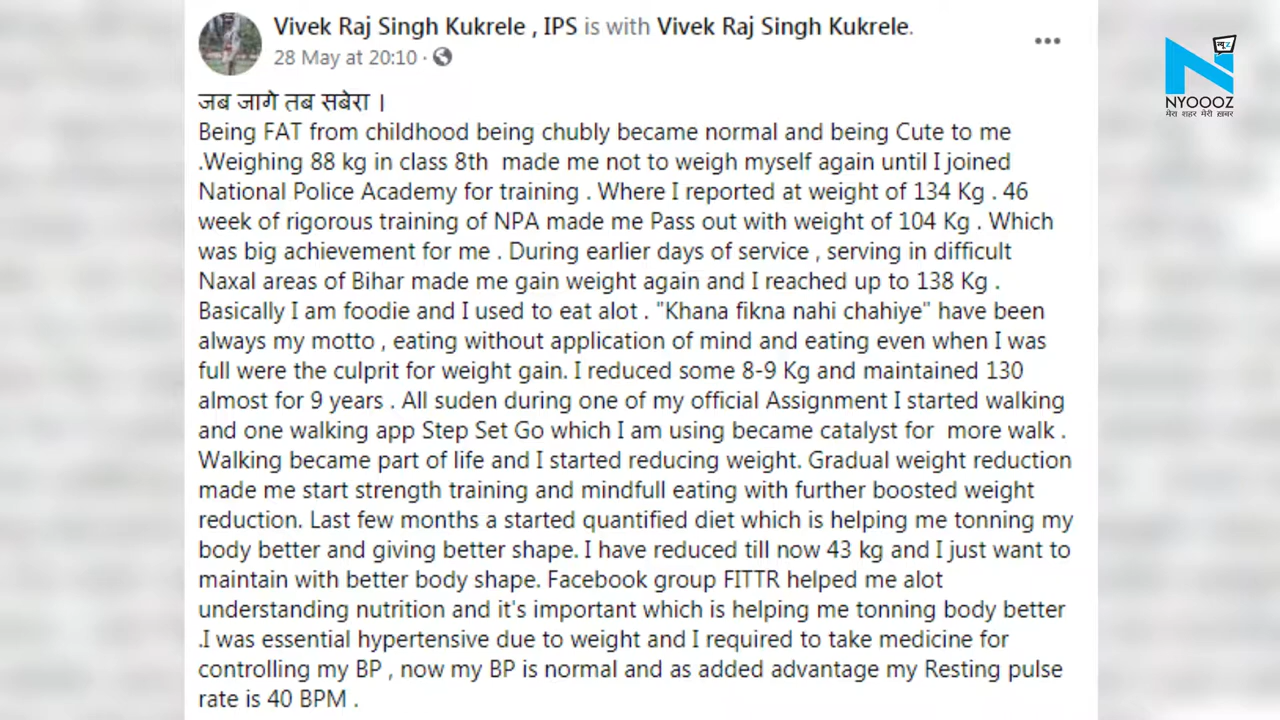 Vivek Raj Singh Kukrele , IPS is with Vivek Raj Singh Kukrele.
28 May at 20:10 ·
जब जागे तब सबेरा ।
Being FAT from childhood being chubly became normal and being Cute to me
.Weighing 88 kg in class 8th  made me not to weigh myself again until I joined
National Police Academy for training . Where I reported at weight of 134 Kg . 46
week of rigorous training of NPA made me Pass out with weight of 104 Kg . Which
was big achievement for me . During earlier days of service , serving in difficult
Naxal areas of Bihar made me gain weight again and I reached up to 138 Kg .
Basically I am foodie and I used to eat alot . "Khana fikna nahi chahiye" have been
always my motto , eating without application of mind and eating even when I was
full were the culprit for weight gain. I reduced some 8-9 Kg and maintained 130
almost for 9 years . All suden during one of my official Assignment I started walking
and one walking app Step Set Go which I am using became catalyst for  more walk .
Walking became part of life and I started reducing weight. Gradual weight reduction
made me start strength training and mindfull eating with further boosted weight
reduction. Last few months a started quantified diet which is helping me tonning my
body better and giving better shape. I have reduced till now 43 kg and I just want to
maintain with better body shape. Facebook group FITTR helped me alot
understanding nutrition and it's important which is helping me tonning body better
.I was essential hypertensive due to weight and I required to take medicine for
controlling my BP , now my BP is normal and as added advantage my Resting pulse
rate is 40 BPM .
NYOOOZ
मेरा शहर मेरी ख़बर